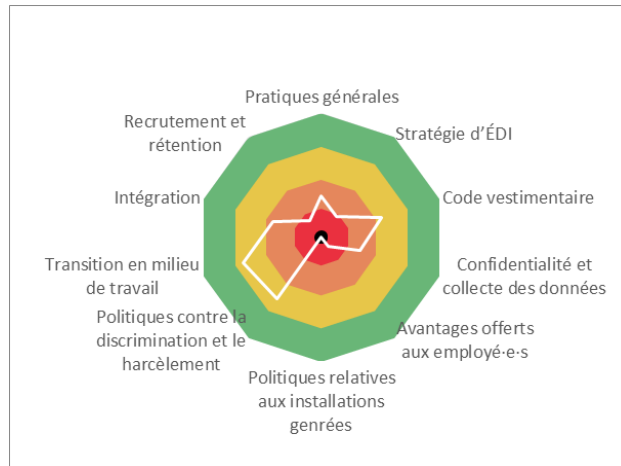 Pratiques générales
Stratégie d'ÉDI
Code vestimentaire
Confidentialité et
collecte des données
Avantages offerts
aux employé·e·s
Politiques relatives
aux installations
genrées
Politiques contre la
discrimination et le
harcèlement
Transition en milieu
de travail
Intégration
Recrutement et
rétention